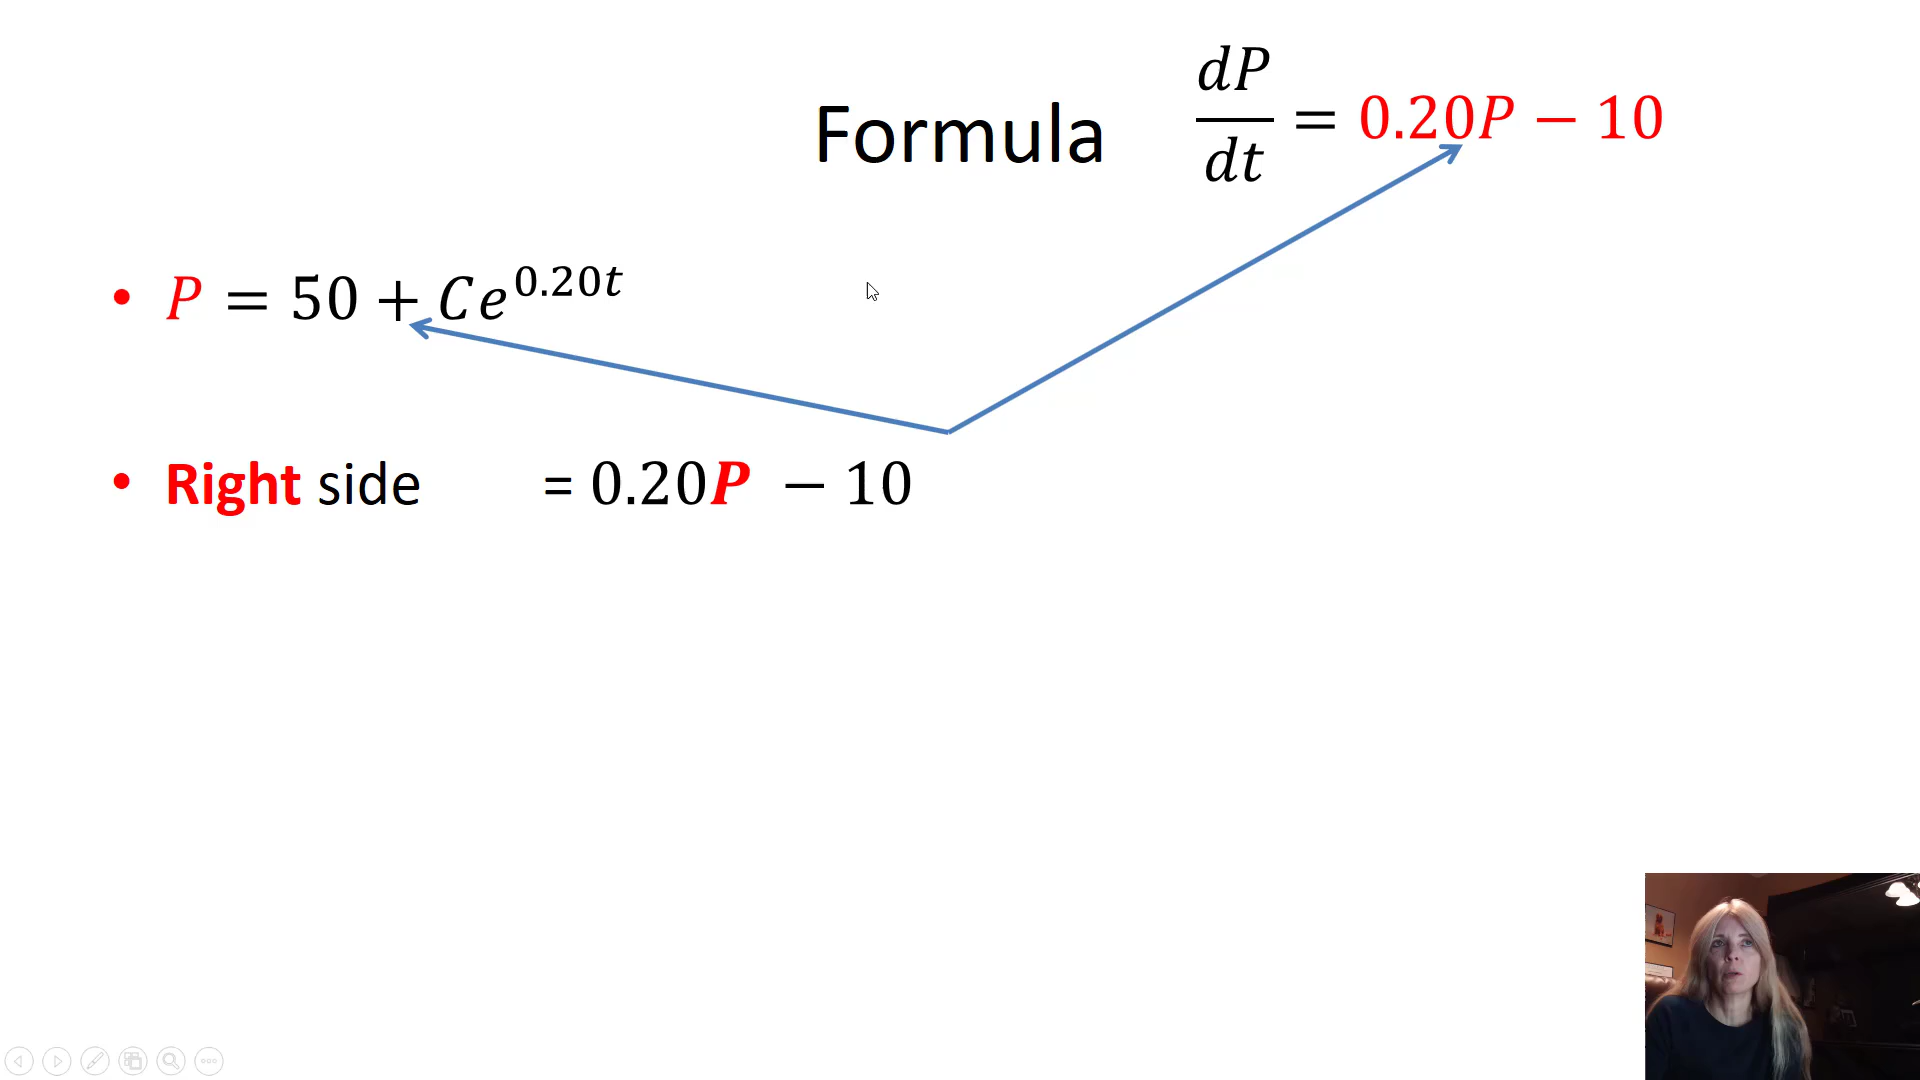 Formula dP/dt = 0.20P − 10
• P = 50 + Ce^{0.20t}
• Right side = 0.20P − 10